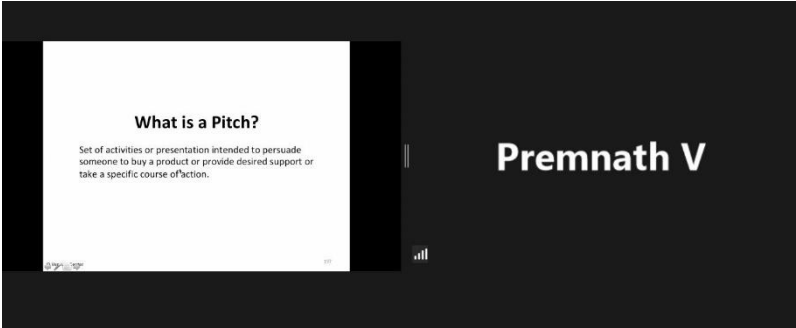 What is a Pitch?
Set of activities or presentation intended to persuade
someone to buy a product or provide desired support or
take a specific course of action.
Premnath V